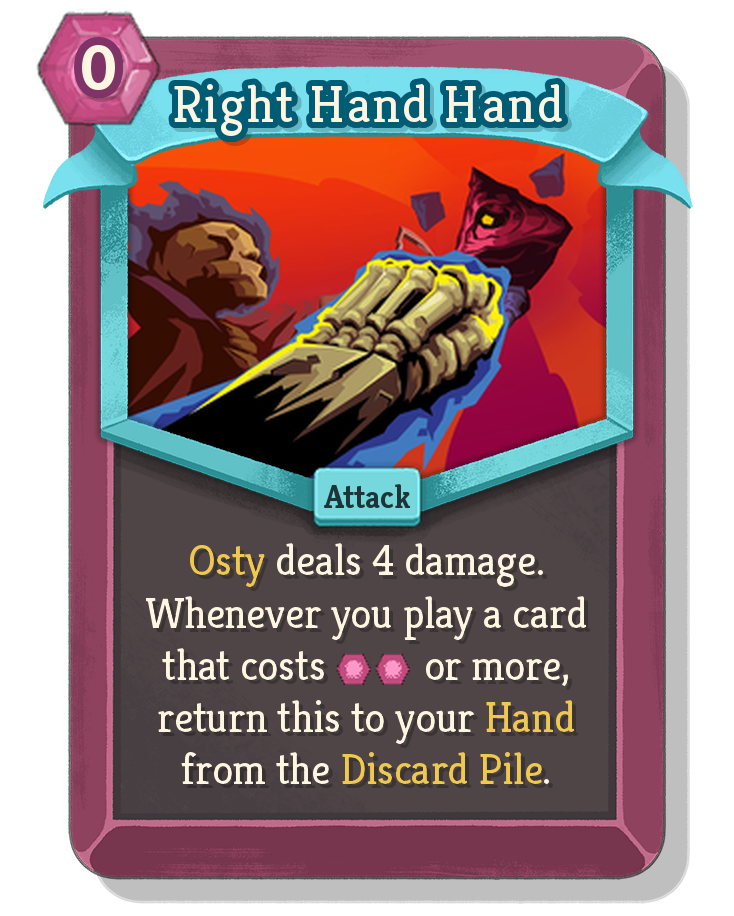 0
Right Hand Hand
Attack
Osty deals 4 damage.
Whenever you play a card
that costs or more,
return this to your Hand
from the Discard Pile.